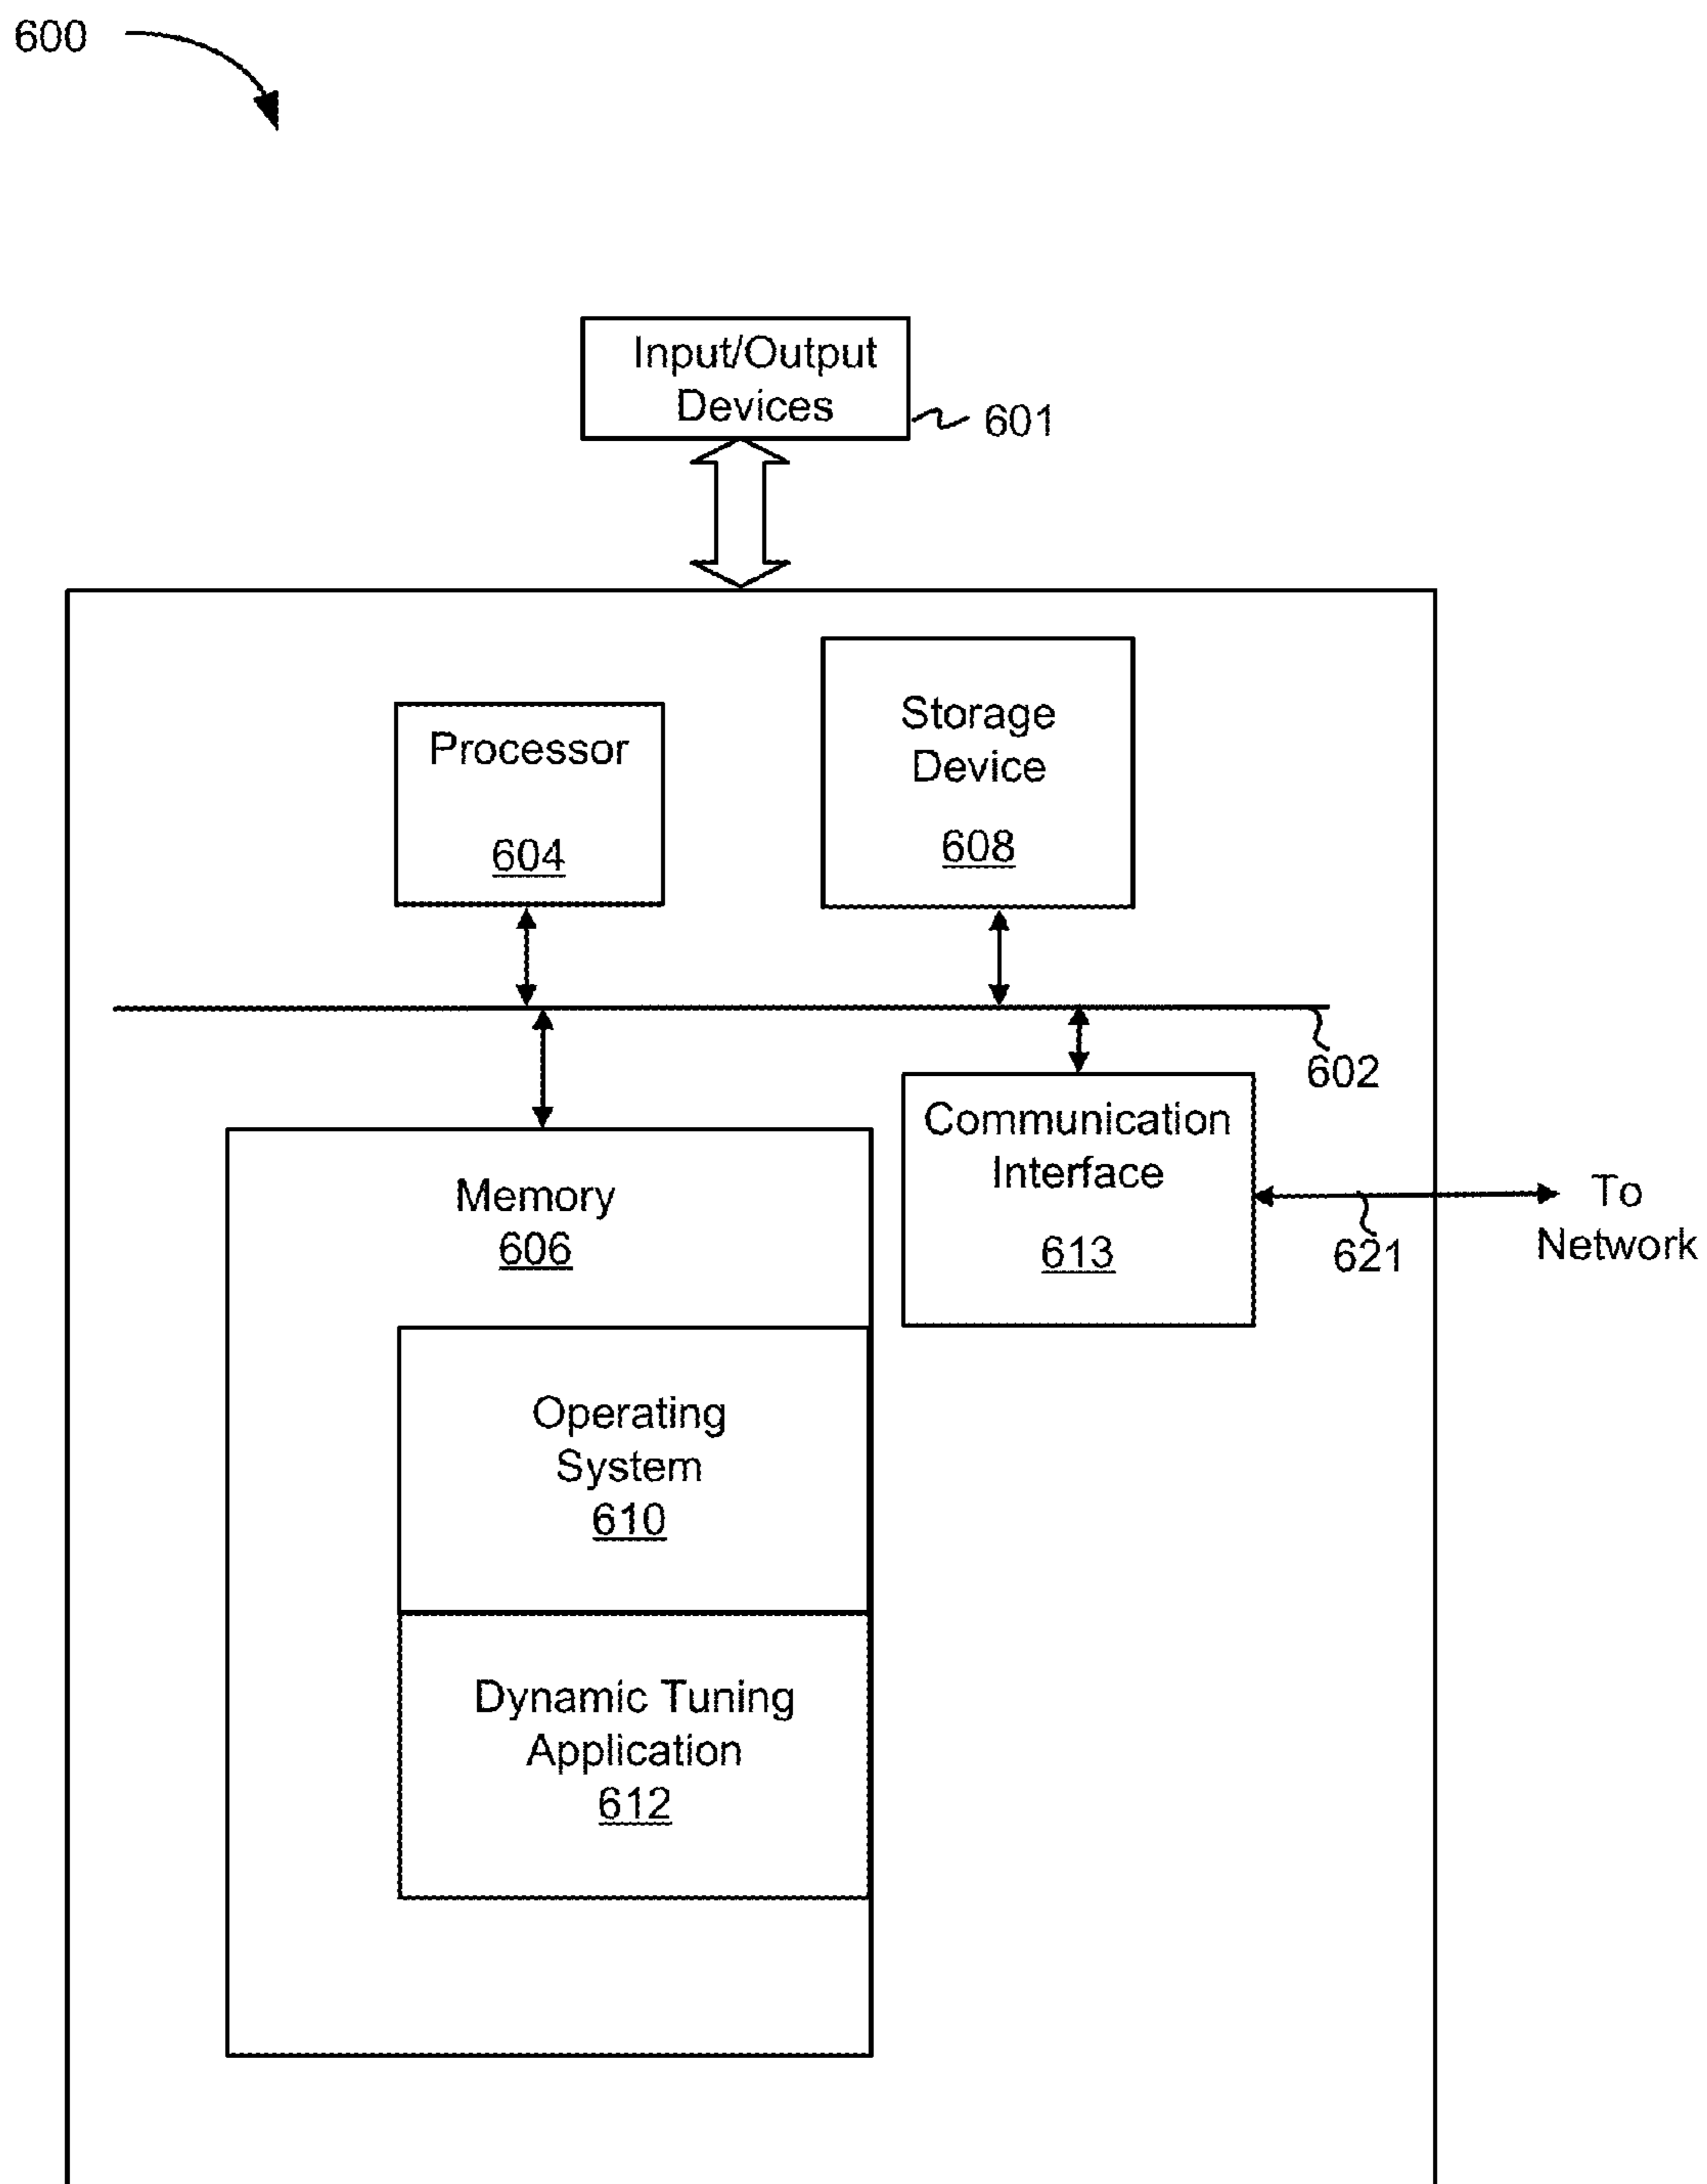 600
Input/Output
Devices
601
Processor
604
Storage
Device
608
602
Communication
Interface
613
621
To
Network
Memory
606
Operating
System
610
Dynamic Tuning
Application
612